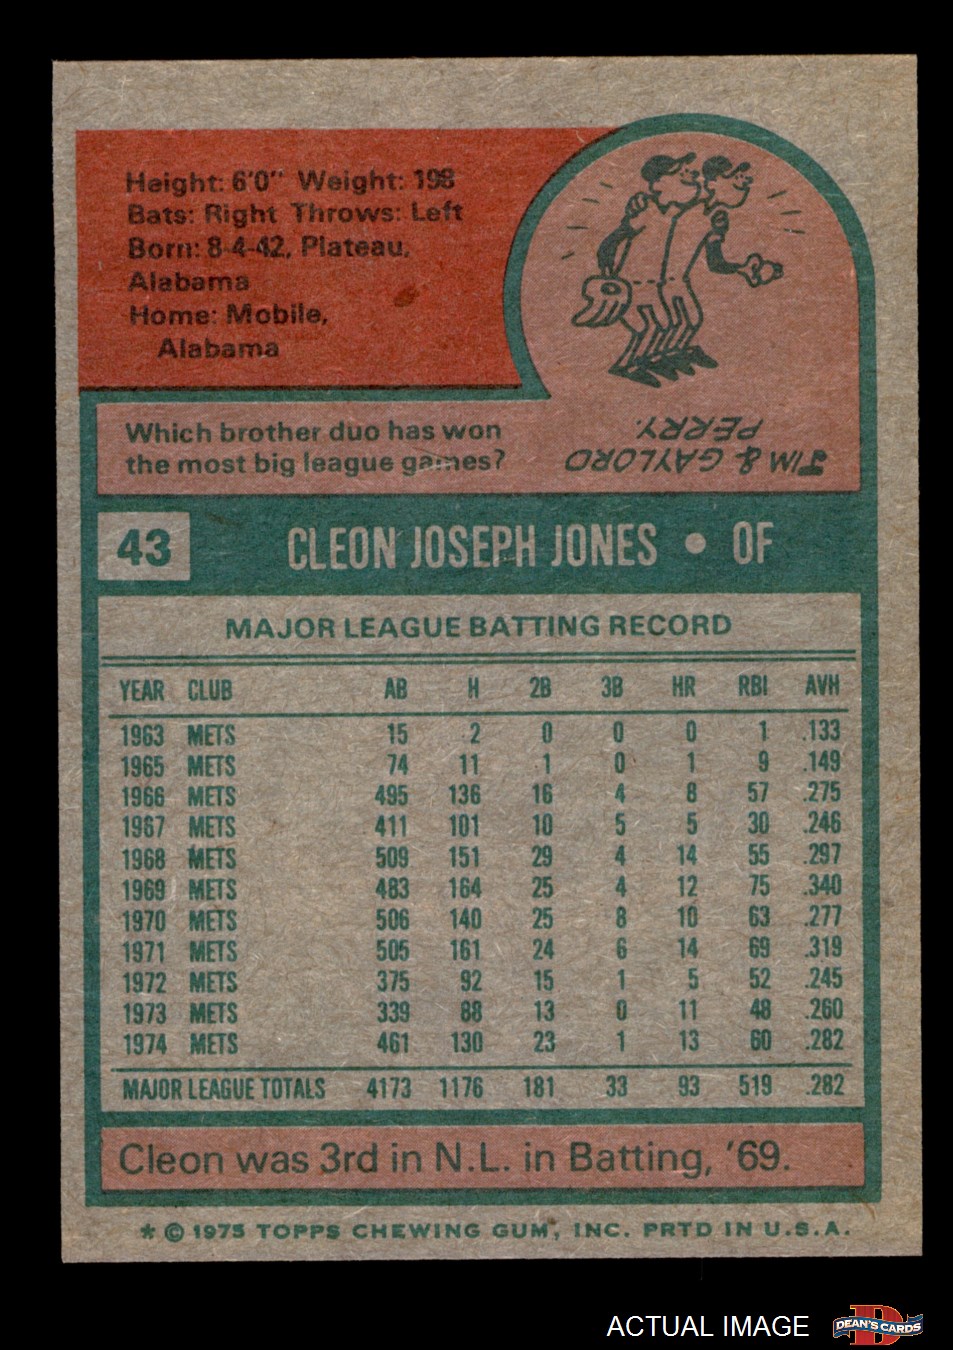 Height: 6'0" Weight: 198
Bats: Right Throws: Left
Born: 8-4-42, Plateau,
Alabama
Home: Mobile,
Alabama
Which brother duo has won
the most big league games?
JIM & GAYLORD
PERRY.
43 CLEON JOSEPH JONES • OF
MAJOR LEAGUE BATTING RECORD
YEAR CLUB AB H 2B 3B HR RBI AVH
1963 METS 15 2 0 0 0 1 .133
1965 METS 74 11 1 0 1 9 .149
1966 METS 495 136 16 4 8 57 .275
1967 METS 411 101 10 5 5 30 .246
1968 METS 509 151 29 4 14 55 .297
1969 METS 483 164 25 4 12 75 .340
1970 METS 506 140 25 8 10 63 .277
1971 METS 505 161 24 6 14 69 .319
1972 METS 375 92 15 1 5 52 .245
1973 METS 339 88 13 0 11 48 .260
1974 METS 461 130 23 1 13 60 .282
MAJOR LEAGUE TOTALS 4173 1176 181 33 93 519 .282
Cleon was 3rd in N.L. in Batting, '69.
* © 1975 TOPPS CHEWING GUM, INC. PRTD IN U.S.A.
ACTUAL IMAGE
D
DEAN'S CARDS